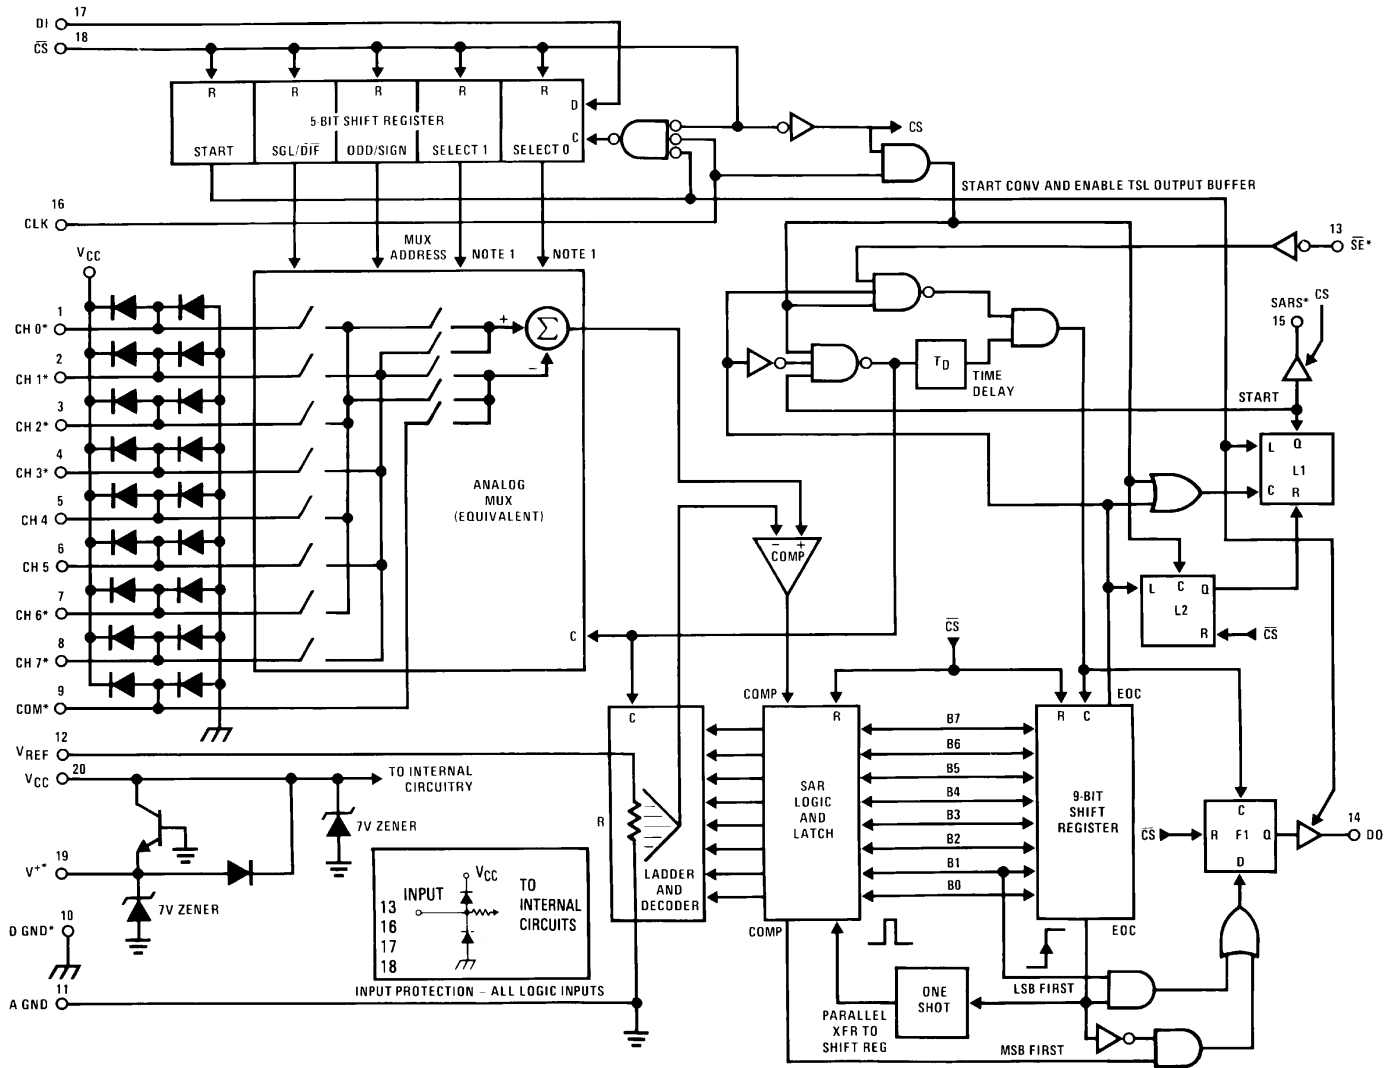 DI
17
C̅S̅
18
R
R
R
R
R
D
5-BIT SHIFT REGISTER
C
START
SGL/D̅I̅F̅
ODD/SIGN
SELECT 1
SELECT 0
CS
START CONV AND ENABLE TSL OUTPUT BUFFER
16
CLK
MUX
ADDRESS
NOTE 1
NOTE 1
13
S̅E̅*
VCC
SARS*
CS
15
1
CH 0*
2
CH 1*
3
CH 2*
4
CH 3*
5
CH 4
6
CH 5
7
CH 6*
8
CH 7*
9
COM*
+
Σ
−
ANALOG
MUX
(EQUIVALENT)
C
TD
TIME
DELAY
START
L
Q
L1
C
R
− +
COMP
L
C
Q
L2
R
C̅S̅
C̅S̅
COMP
EOC
12
VREF
20
VCC
TO INTERNAL
CIRCUITRY
7V ZENER
19
V+*
7V ZENER
10
D GND*
11
A GND
INPUT
VCC
TO
INTERNAL
CIRCUITS
13
16
17
18
INPUT PROTECTION – ALL LOGIC INPUTS
C
R
LADDER
AND
DECODER
R
SAR
LOGIC
AND
LATCH
COMP
B7
B6
B5
B4
B3
B2
B1
B0
R
C
9-BIT
SHIFT
REGISTER
EOC
C̅S̅
C
R
F1
Q
D
14
DO
ONE
SHOT
PARALLEL
XFR TO
SHIFT REG
LSB FIRST
MSB FIRST